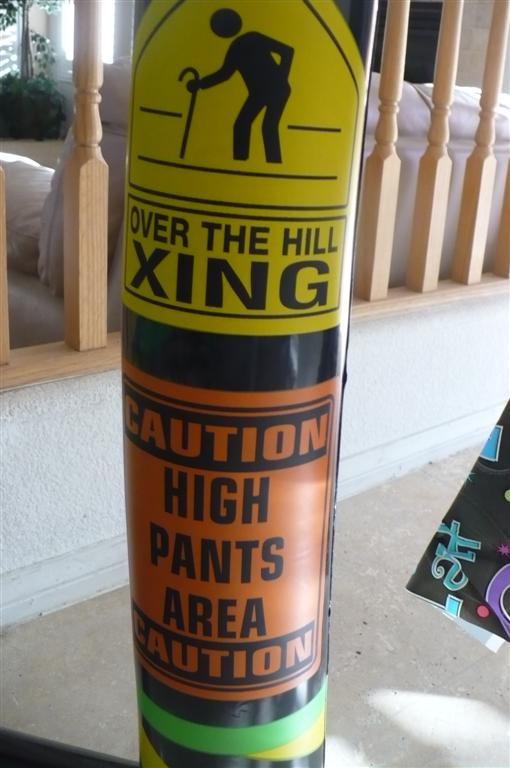 OVER THE HILL
XING
CAUTION
HIGH
PANTS
AREA
CAUTION